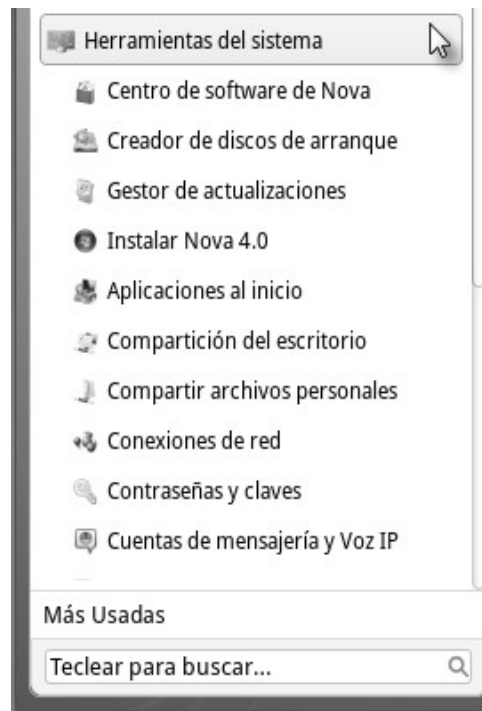 Herramientas del sistema
Centro de software de Nova
Creador de discos de arranque
Gestor de actualizaciones
Instalar Nova 4.0
Aplicaciones al inicio
Compartición del escritorio
Compartir archivos personales
Conexiones de red
Contraseñas y claves
Cuentas de mensajería y Voz IP
Más Usadas
Teclear para buscar...